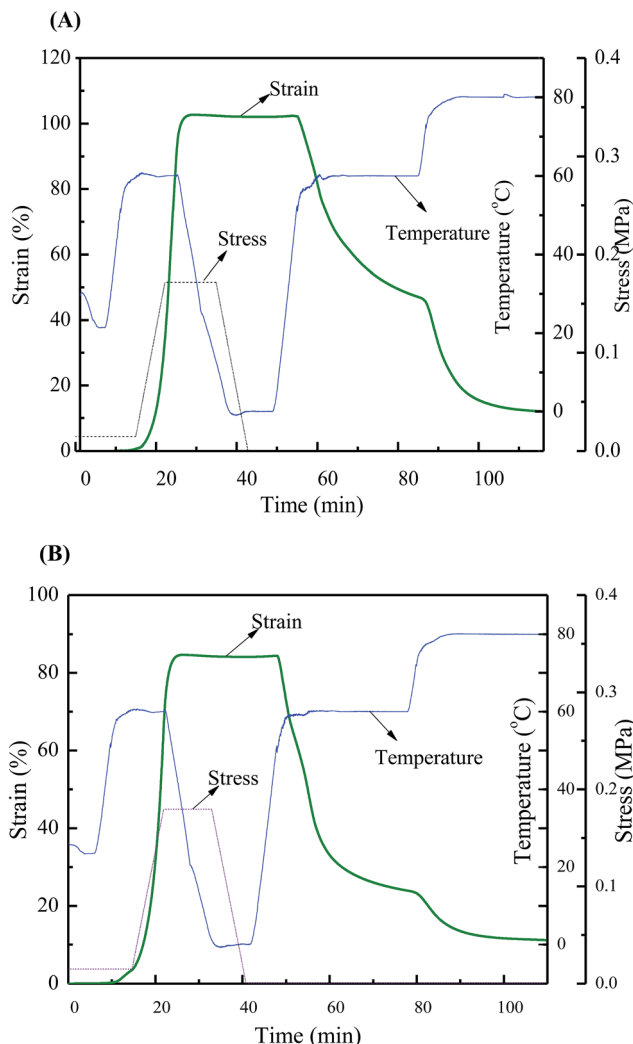 (A)
120
100
80
60
40
20
0
Strain (%)
0 20 40 60 80 100
Time (min)
Strain
Stress
Temperature
80
60
40
20
0
Temperature (°C)
0.4
0.3
0.2
0.1
0.0
Stress (MPa)
(B)
100
80
60
40
20
0
Strain (%)
0 20 40 60 80 100
Time (min)
Strain
Stress
Temperature
80
60
40
20
0
Temperature (°C)
0.4
0.3
0.2
0.1
0.0
Stress (MPa)